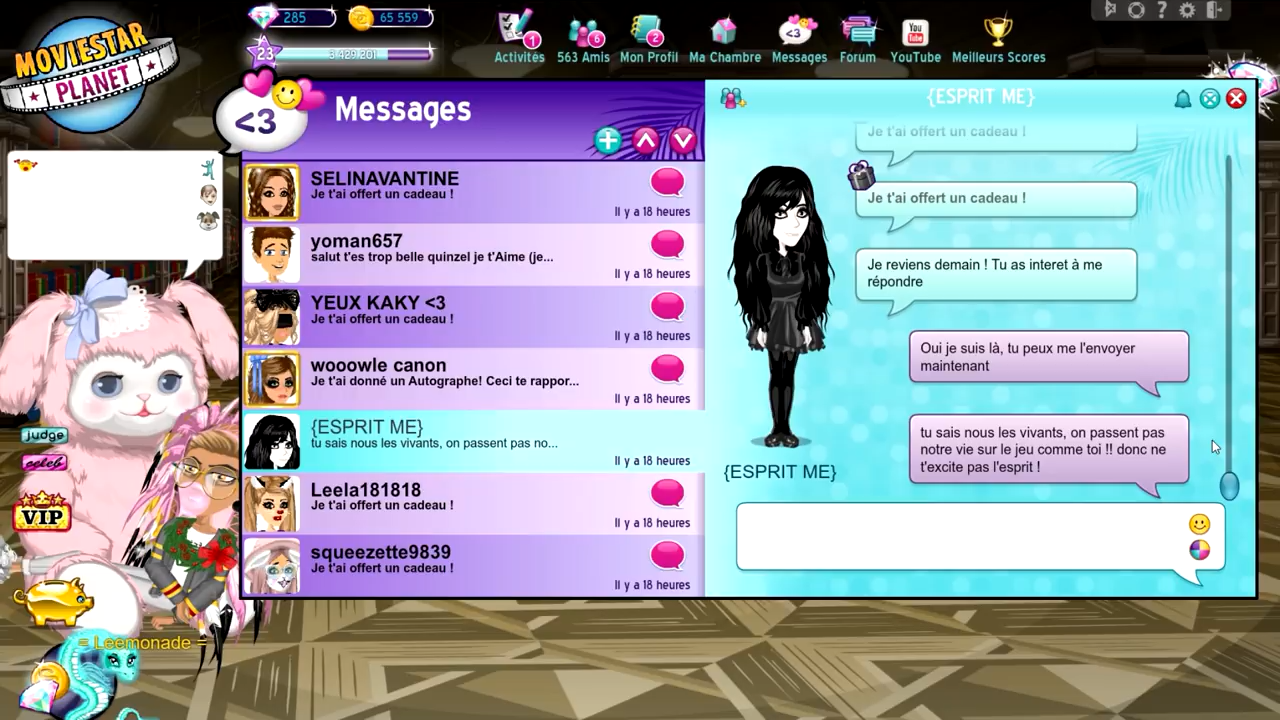 MOVIESTAR
PLANET
285
65 559
23
3 429 201
1
6
2
<3
You
Tube
Activités
563 Amis
Mon Profil
Ma Chambre
Messages
Forum
YouTube
Meilleurs Scores
<3
Messages
SELINAVANTINE
Je t'ai offert un cadeau !
Il y a 18 heures
yoman657
salut t'es trop belle quinzel je t'Aime (je...
Il y a 18 heures
YEUX KAKY <3
Je t'ai offert un cadeau !
Il y a 18 heures
wooowle canon
Je t'ai donné un Autographe! Ceci te rappor...
Il y a 18 heures
{ESPRIT ME}
tu sais nous les vivants, on passent pas no...
Il y a 18 heures
Leela181818
Je t'ai offert un cadeau !
Il y a 18 heures
squeezette9839
Je t'ai offert un cadeau !
Il y a 18 heures
{ESPRIT ME}
Je t'ai offert un cadeau !
Je t'ai offert un cadeau !
Je reviens demain ! Tu as interet à me
répondre
Oui je suis là, tu peux me l'envoyer
maintenant
tu sais nous les vivants, on passent pas
notre vie sur le jeu comme toi !! donc ne
t'excite pas l'esprit !
{ESPRIT ME}
judge
celeb
VIP
= Leemonade =